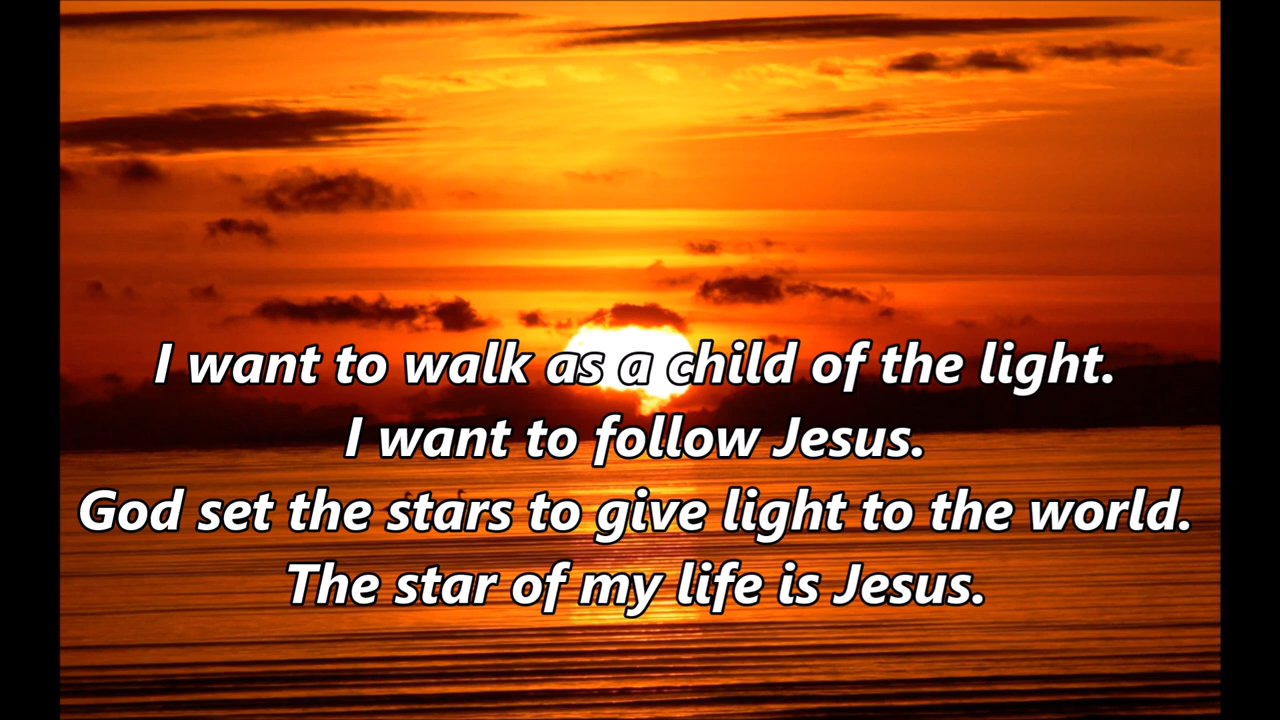 I want to walk as a child of the light.
I want to follow Jesus.
God set the stars to give light to the world.
The star of my life is Jesus.